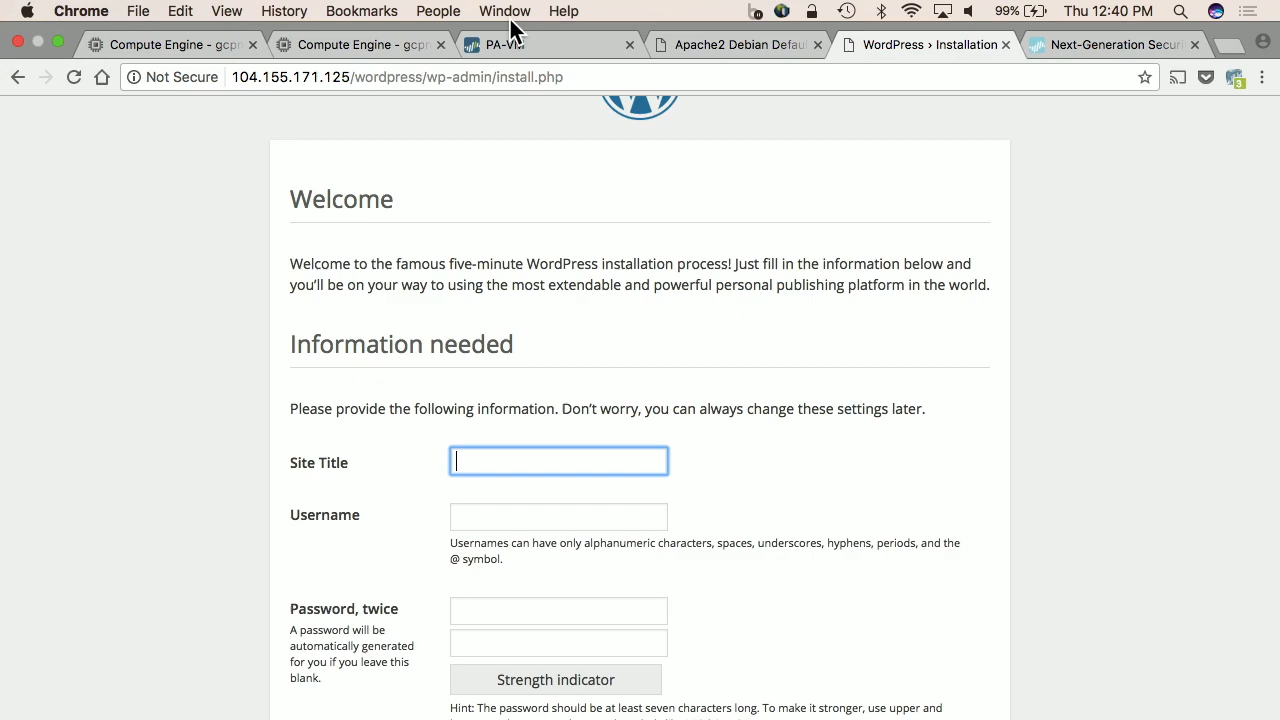 Chrome File Edit View History Bookmarks People Window Help 99% Thu 12:40 PM
Compute Engine - gcpn Compute Engine - gcpn PA-VM Apache2 Debian Defau WordPress › Installation Next-Generation Securi
Not Secure 104.155.171.125/wordpress/wp-admin/install.php 3
Welcome
Welcome to the famous five-minute WordPress installation process! Just fill in the information below and
you’ll be on your way to using the most extendable and powerful personal publishing platform in the world.
Information needed
Please provide the following information. Don’t worry, you can always change these settings later.
Site Title
Username
Usernames can have only alphanumeric characters, spaces, underscores, hyphens, periods, and the
@ symbol.
Password, twice
A password will be
automatically generated
for you if you leave this
blank.
Strength indicator
Hint: The password should be at least seven characters long. To make it stronger, use upper and